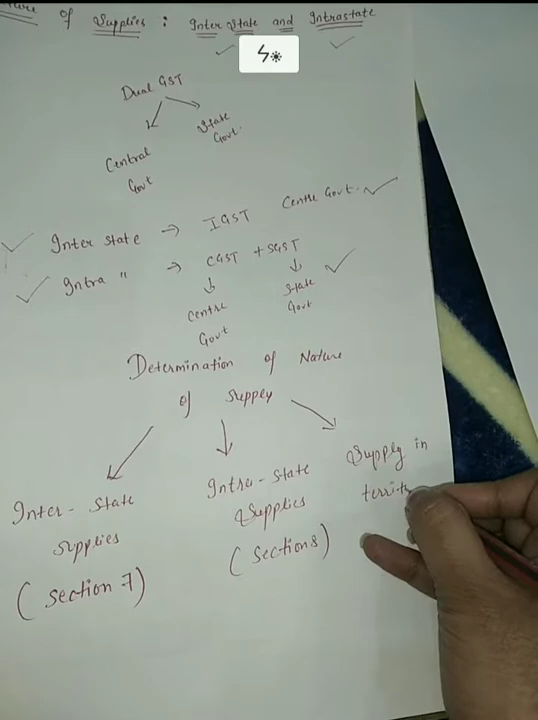 of Supplies : Inter State and Intrastate
Dual GST
Central Govt
State Govt.
Inter state → IGST Centre Govt.
Intra " → CGST + SGST
Centre Govt
State Govt
Determination of Nature
of supply
Inter - State
supplies
(section 7)
Intra - State
Supplies
(section 8)
Supply in